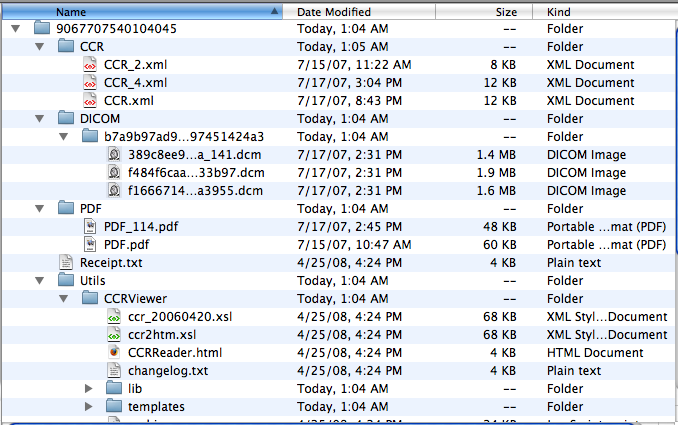 Name Date Modified Size Kind
9067707540104045 Today, 1:04 AM -- Folder
CCR Today, 1:05 AM -- Folder
CCR_2.xml 7/15/07, 11:22 AM 8 KB XML Document
CCR_4.xml 7/17/07, 3:04 PM 12 KB XML Document
CCR.xml 7/17/07, 8:43 PM 12 KB XML Document
DICOM Today, 1:04 AM -- Folder
b7a9b97ad9...97451424a3 Today, 1:04 AM -- Folder
389c8ee9...a_141.dcm 7/17/07, 2:31 PM 1.4 MB DICOM Image
f484f6caa...33b97.dcm 7/17/07, 2:31 PM 1.9 MB DICOM Image
f1666714...a3955.dcm 7/17/07, 2:31 PM 1.6 MB DICOM Image
PDF Today, 1:04 AM -- Folder
PDF_114.pdf 7/17/07, 2:45 PM 48 KB Portable ...mat (PDF)
PDF.pdf 7/15/07, 10:47 AM 60 KB Portable ...mat (PDF)
Receipt.txt 4/25/08, 4:24 PM 4 KB Plain text
Utils Today, 1:04 AM -- Folder
CCRViewer Today, 1:04 AM -- Folder
ccr_20060420.xsl 4/25/08, 4:24 PM 68 KB XML Styl...Document
ccr2htm.xsl 4/25/08, 4:24 PM 68 KB XML Styl...Document
CCRReader.html 4/25/08, 4:24 PM 4 KB HTML Document
changelog.txt 4/25/08, 4:24 PM 4 KB Plain text
lib Today, 1:04 AM -- Folder
templates Today, 1:04 AM -- Folder